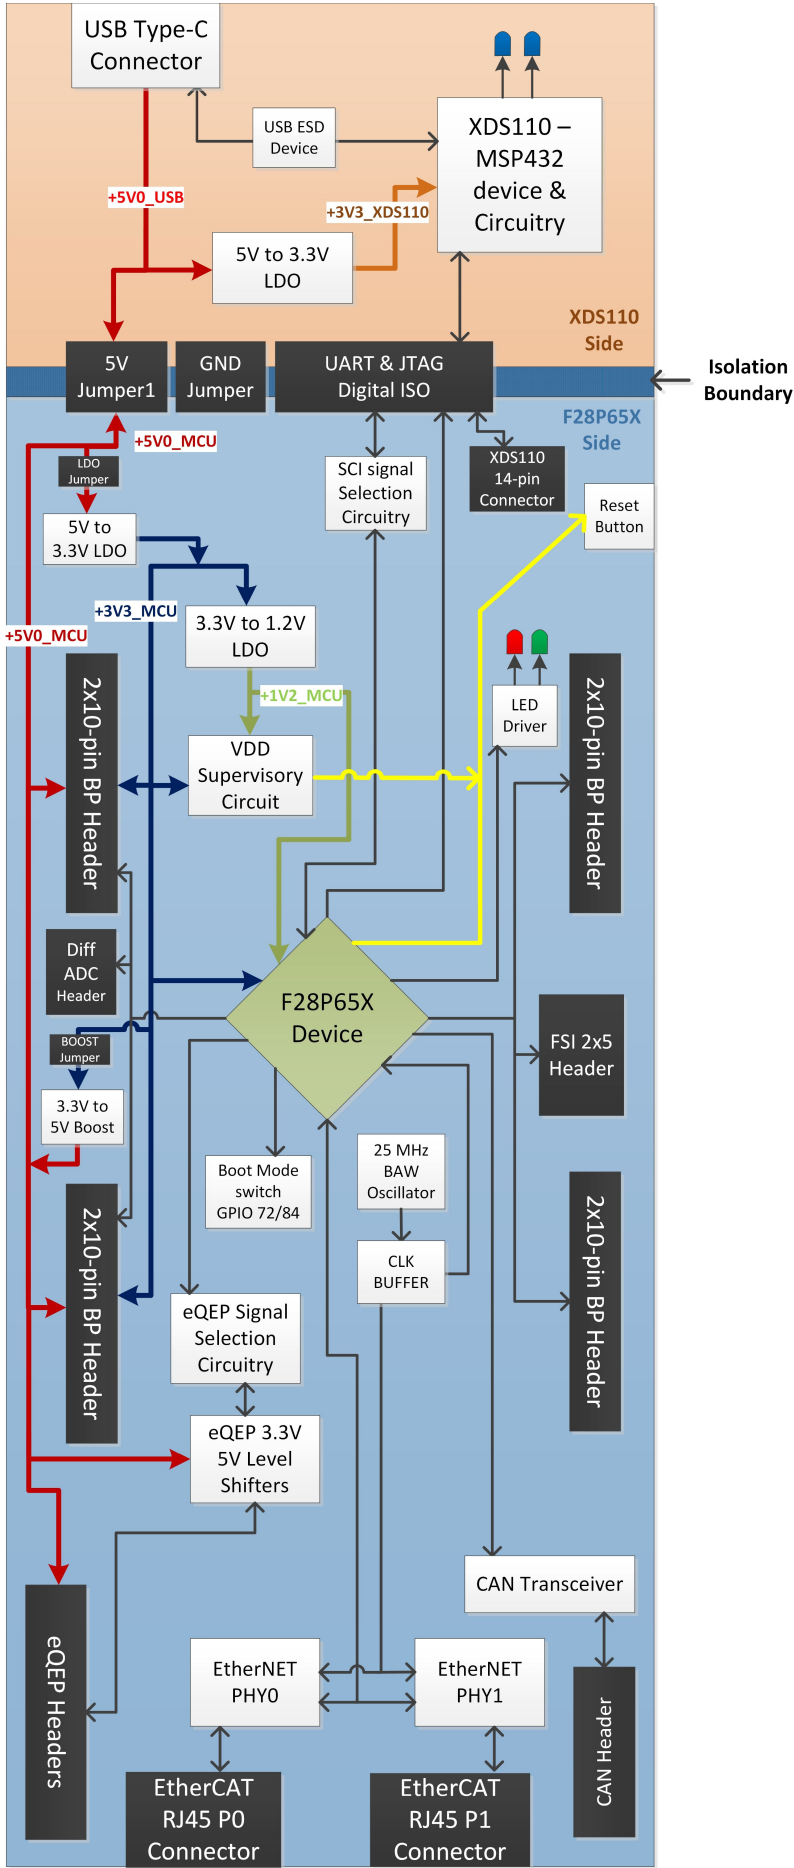 USB Type-C
Connector
USB ESD
Device
XDS110 –
MSP432
device &
Circuitry
+5V0_USB
+3V3_XDS110
5V to 3.3V
LDO
XDS110
Side
5V
Jumper1
GND
Jumper
UART & JTAG
Digital ISO
Isolation
Boundary
F28P65X
Side
+5V0_MCU
LDO
Jumper
SCI signal
Selection
Circuitry
XDS110
14-pin
Connector
Reset
Button
5V to
3.3V LDO
+3V3_MCU
3.3V to 1.2V
LDO
+5V0_MCU
+1V2_MCU
2x10-pin BP Header
VDD
Supervisory
Circuit
LED
Driver
2x10-pin BP Header
Diff
ADC
Header
F28P65X
Device
BOOST
Jumper
FSI 2x5
Header
3.3V to
5V Boost
Boot Mode
switch
GPIO 72/84
25 MHz
BAW
Oscillator
2x10-pin BP Header
CLK
BUFFER
2x10-pin BP Header
eQEP Signal
Selection
Circuitry
eQEP 3.3V
5V Level
Shifters
CAN Transceiver
eQEP Headers
EtherNET
PHY0
EtherNET
PHY1
CAN Header
EtherCAT
RJ45 P0
Connector
EtherCAT
RJ45 P1
Connector